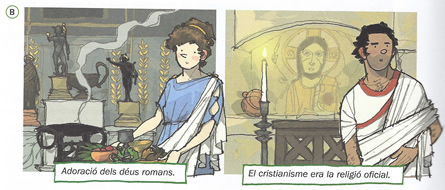 B
Adoració dels déus romans.
El cristianisme era la religió oficial.